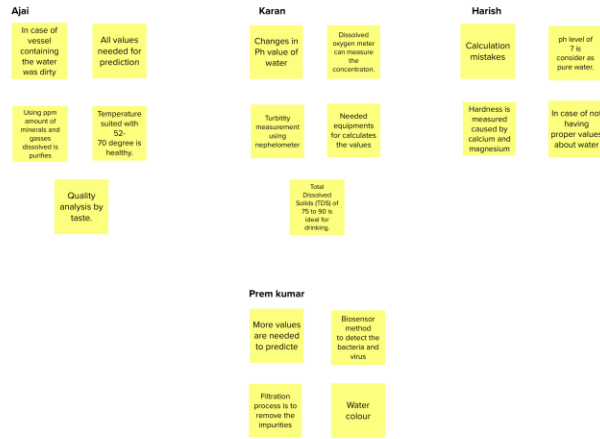 Ajai
In case of
vessel
containing
the water
was dirty
All values
needed for
prediction
Using ppm
amount of
minerals and
gasses
dissolved is
purifies
Temperature
suited with
52-
70 degree is
healthy.
Quality
analysis by
taste.
Karan
Changes in
Ph value of
water
Dissolved
oxygen meter
can measure
the
concentraton.
Turbtity
measurement
using
nephelometer
Needed
equipments
for calculates
the values
Total
Dissolved
Solids (TDS) of
75 to 90 is
ideal for
drinking.
Harish
Calculation
mistakes
ph level of
7 is
consider as
pure water.
Hardness is
measured
caused by
calcium and
magnesium
In case of not
having
proper values
about water
Prem kumar
More values
are needed
to predicte
Biosensor
method
to detect the
bacteria and
virus
Filtration
process is to
remove the
impurities
Water
colour